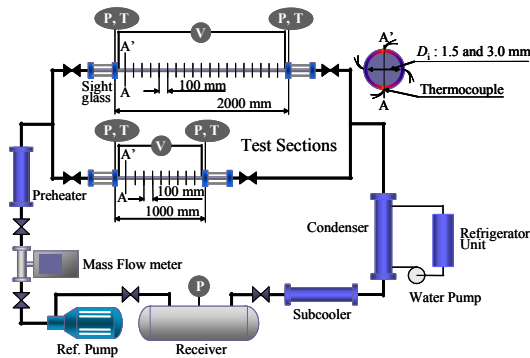 P, T
P, T
V
A'
A'
D_i : 1.5 and 3.0 mm
Sight
glass
A
100 mm
A
Thermocouple
2000 mm
P, T
P, T
V
A'
Test Sections
A
100 mm
1000 mm
Preheater
Condenser
Refrigerator
Unit
Mass Flow meter
P
Water Pump
Subcooler
Ref. Pump
Receiver